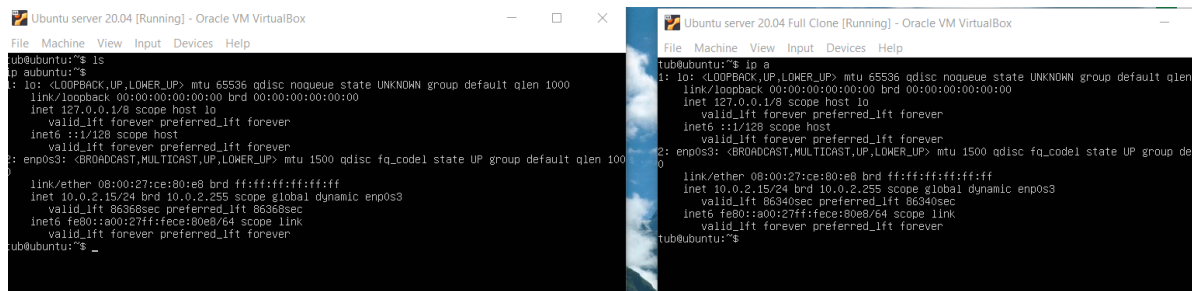 Ubuntu server 20.04 [Running] - Oracle VM VirtualBox
File Machine View Input Devices Help
tub@ubuntu:~$ ls
ip aubuntu:~$
1: lo: <LOOPBACK,UP,LOWER_UP> mtu 65536 qdisc noqueue state UNKNOWN group default qlen 1000
link/loopback 00:00:00:00:00:00 brd 00:00:00:00:00:00
inet 127.0.0.1/8 scope host lo
valid_lft forever preferred_lft forever
inet6 ::1/128 scope host
valid_lft forever preferred_lft forever
2: enp0s3: <BROADCAST,MULTICAST,UP,LOWER_UP> mtu 1500 qdisc fq_codel state UP group default qlen 100
0
link/ether 08:00:27:ce:80:e8 brd ff:ff:ff:ff:ff:ff
inet 10.0.2.15/24 brd 10.0.2.255 scope global dynamic enp0s3
valid_lft 86368sec preferred_lft 86368sec
inet6 fe80::a00:27ff:fece:80e8/64 scope link
valid_lft forever preferred_lft forever
tub@ubuntu:~$ _
Ubuntu server 20.04 Full Clone [Running] - Oracle VM VirtualBox
File Machine View Input Devices Help
tub@ubuntu:~$ ip a
1: lo: <LOOPBACK,UP,LOWER_UP> mtu 65536 qdisc noqueue state UNKNOWN group default qlen
link/loopback 00:00:00:00:00:00 brd 00:00:00:00:00:00
inet 127.0.0.1/8 scope host lo
valid_lft forever preferred_lft forever
inet6 ::1/128 scope host
valid_lft forever preferred_lft forever
2: enp0s3: <BROADCAST,MULTICAST,UP,LOWER_UP> mtu 1500 qdisc fq_codel state UP group de
0
link/ether 08:00:27:ce:80:e8 brd ff:ff:ff:ff:ff:ff
inet 10.0.2.15/24 brd 10.0.2.255 scope global dynamic enp0s3
valid_lft 86340sec preferred_lft 86340sec
inet6 fe80::a00:27ff:fece:80e8/64 scope link
valid_lft forever preferred_lft forever
tub@ubuntu:~$